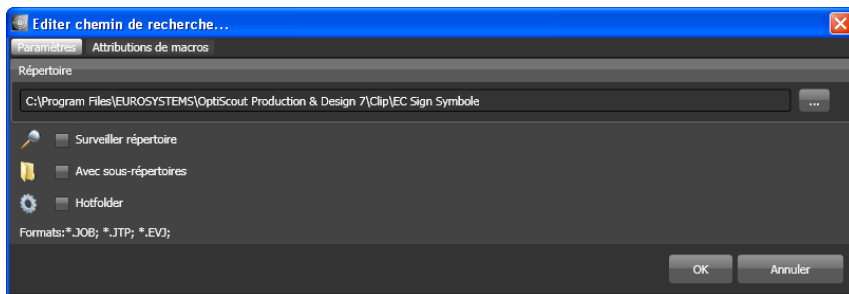 Editer chemin de recherche...
Paramètres Attributions de macros
Répertoire
C:\Program Files\EUROSYSTEMS\OptiScout Production & Design 7\Clip\EC Sign Symbole ...
Surveiller répertoire
Avec sous-répertoires
Hotfolder
Formats:*.JOB; *.JTP; *.EVJ;
OK Annuler